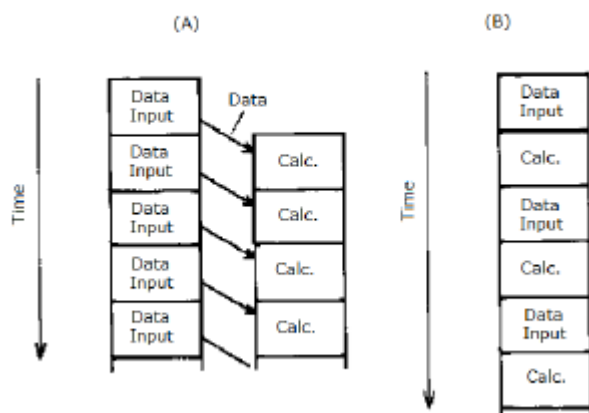 (A)
Time
Data
Input
Data
Input
Data
Input
Data
Input
Data
Input
Data
Calc.
Calc.
Calc.
Calc.
(B)
Time
Data
Input
Calc.
Data
Input
Calc.
Data
Input
Calc.